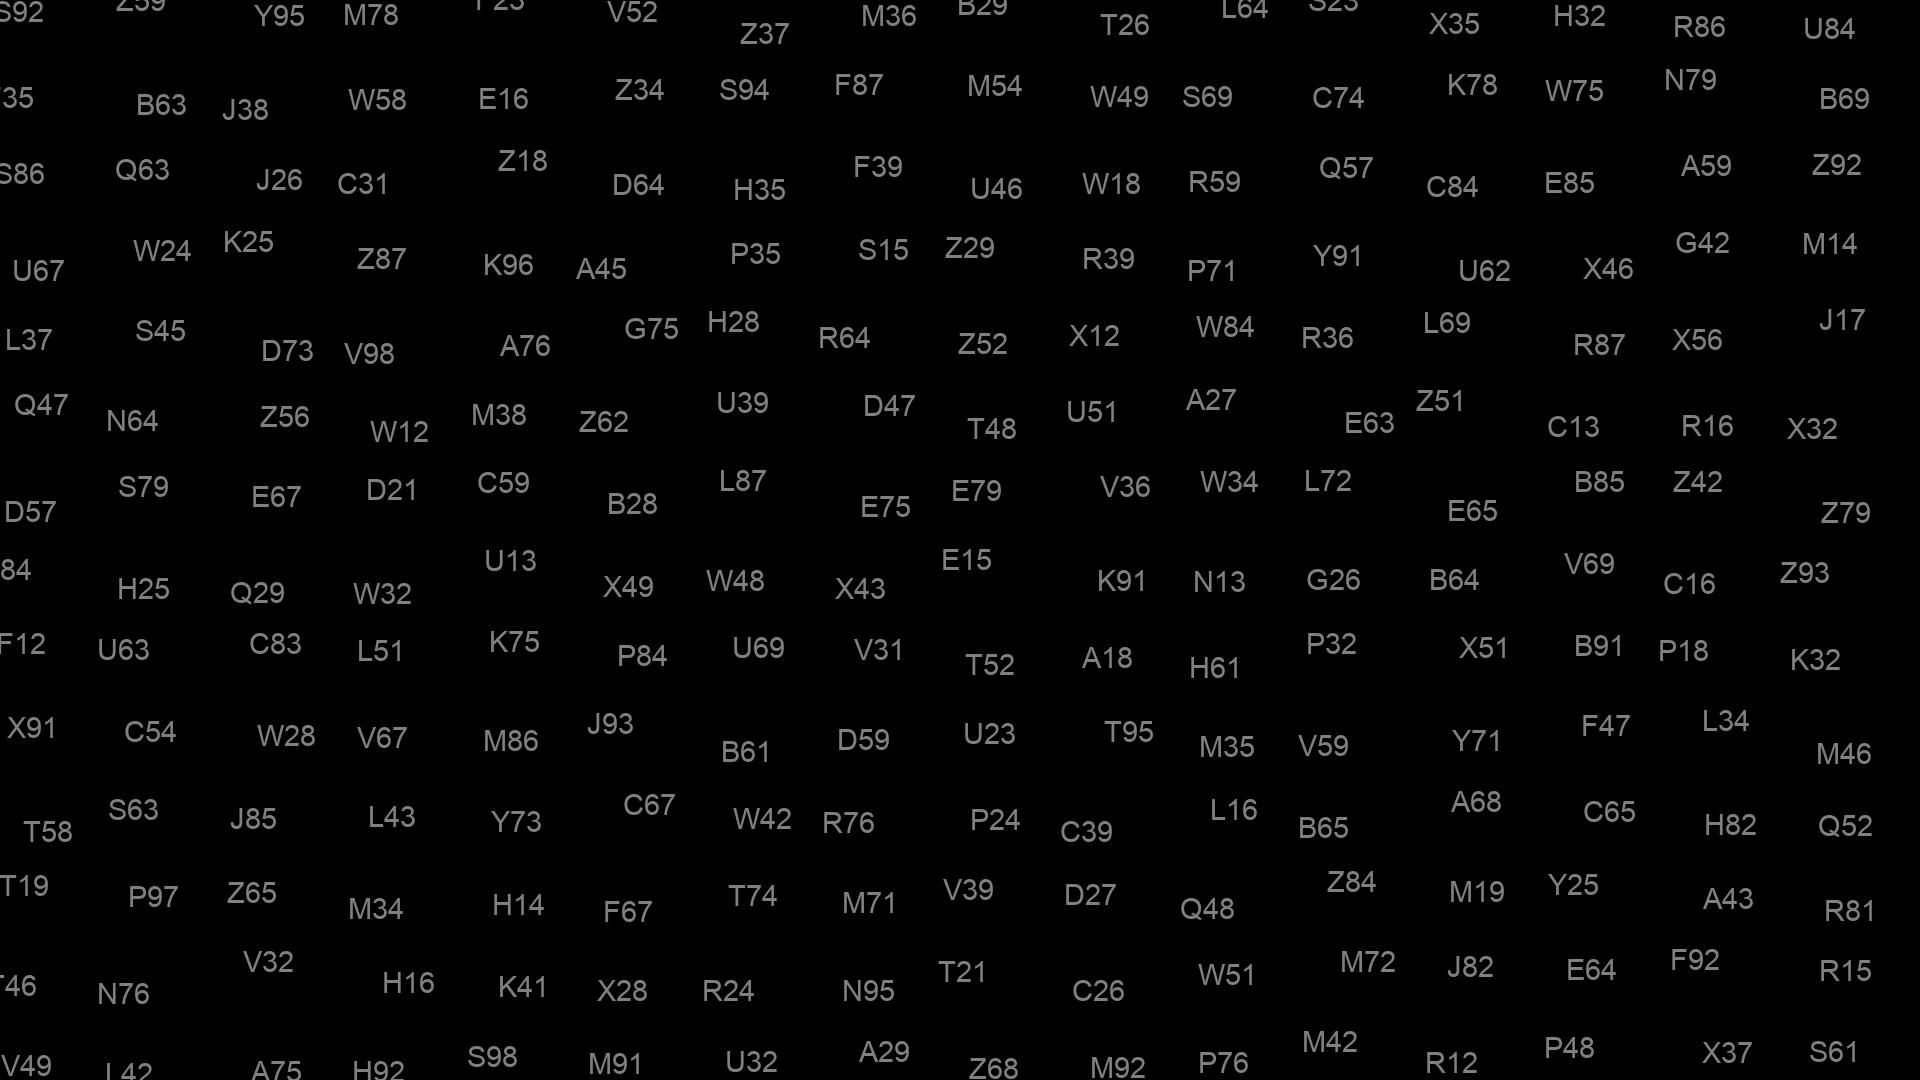 S92 Z59 Y95 M78 V52 Z37 M36 B29 T26 L64 S23 X35 H32 R86 U84
35 B63 J38 W58 E16 Z34 S94 F87 M54 W49 S69 C74 K78 W75 N79 B69
S86 Q63 J26 C31 Z18 D64 H35 F39 U46 W18 R59 Q57 C84 E85 A59 Z92
U67 W24 K25 Z87 K96 A45 P35 S15 Z29 R39 P71 Y91 U62 X46 G42 M14
L37 S45 D73 V98 A76 G75 H28 R64 Z52 X12 W84 R36 L69 R87 X56 J17
Q47 N64 Z56 W12 M38 Z62 U39 D47 T48 U51 A27 E63 Z51 C13 R16 X32
D57 S79 E67 D21 C59 B28 L87 E75 E79 V36 W34 L72 E65 B85 Z42 Z79
84 H25 Q29 W32 U13 X49 W48 X43 E15 K91 N13 G26 B64 V69 C16 Z93
F12 U63 C83 L51 K75 P84 U69 V31 T52 A18 H61 P32 X51 B91 P18 K32
X91 C54 W28 V67 M86 J93 B61 D59 U23 T95 M35 V59 Y71 F47 L34 M46
T58 S63 J85 L43 Y73 C67 W42 R76 P24 C39 L16 B65 A68 C65 H82 Q52
T19 P97 Z65 M34 H14 F67 T74 M71 V39 D27 Q48 Z84 M19 Y25 A43 R81
T46 N76 V32 H16 K41 X28 R24 N95 T21 C26 W51 M72 J82 E64 F92 R15
V49 L42 A75 H92 S98 M91 U32 A29 Z68 M92 P76 M42 R12 P48 X37 S61